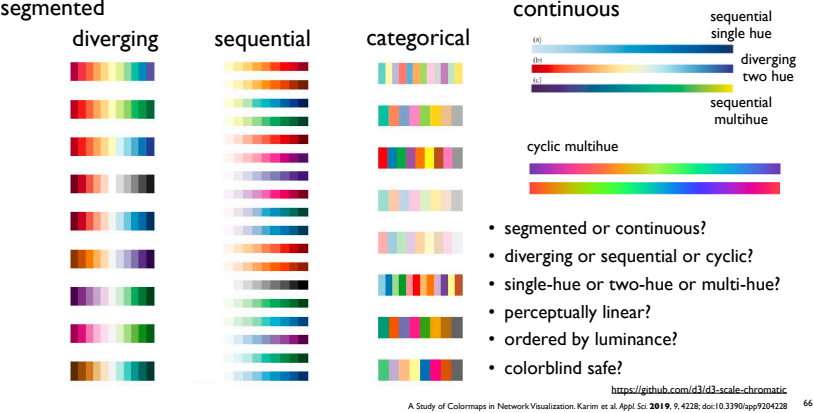 segmented
diverging
sequential
categorical
continuous
sequential
single hue
(a)
(b)
(c)
diverging
two hue
sequential
multihue
cyclic multihue
• segmented or continuous?
• diverging or sequential or cyclic?
• single-hue or two-hue or multi-hue?
• perceptually linear?
• ordered by luminance?
• colorblind safe?
https://github.com/d3/d3-scale-chromatic
A Study of Colormaps in Network Visualization. Karim et al. Appl. Sci. 2019, 9, 4228; doi:10.3390/app9204228
66